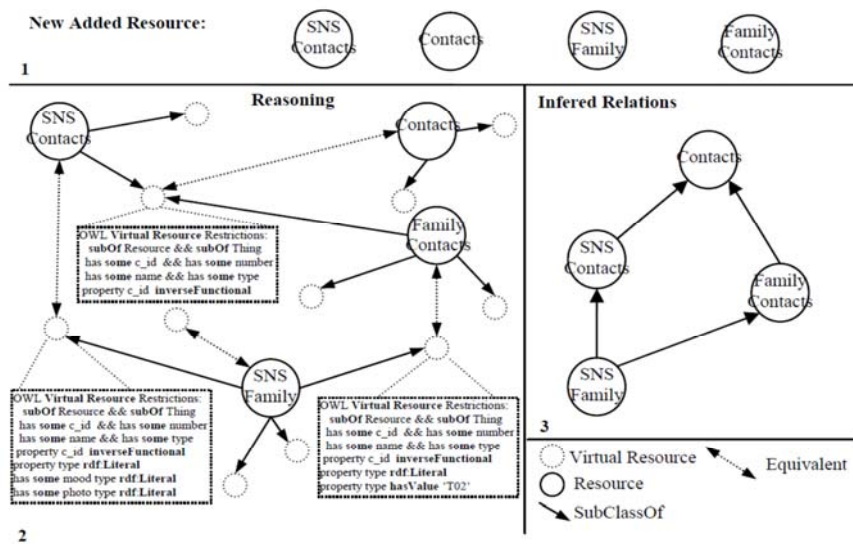 New Added Resource:
SNS
Contacts
Contacts
SNS
Family
Family
Contacts
1
Reasoning
SNS
Contacts
Contacts
Family
Contacts
OWL Virtual Resource Restrictions:
subOf Resource && subOf Thing
has some c_id && has some number
has some name && has some type
property c_id inverseFunctional
SNS
Family
OWL Virtual Resource Restrictions:
subOf Resource && subOf Thing
has some c_id && has some number
has some name && has some type
property c_id inverseFunctional
property type rdf:Literal
has some mood type rdf:Literal
has some photo type rdf:Literal
OWL Virtual Resource Restrictions:
subOf Resource && subOf Thing
has some c_id && has some number
has some name && has some type
property c_id inverseFunctional
property type rdf:Literal
property type hasValue 'T02'
2
Infered Relations
Contacts
SNS
Contacts
Family
Contacts
SNS
Family
3
Virtual Resource
Equivalent
Resource
SubClassOf